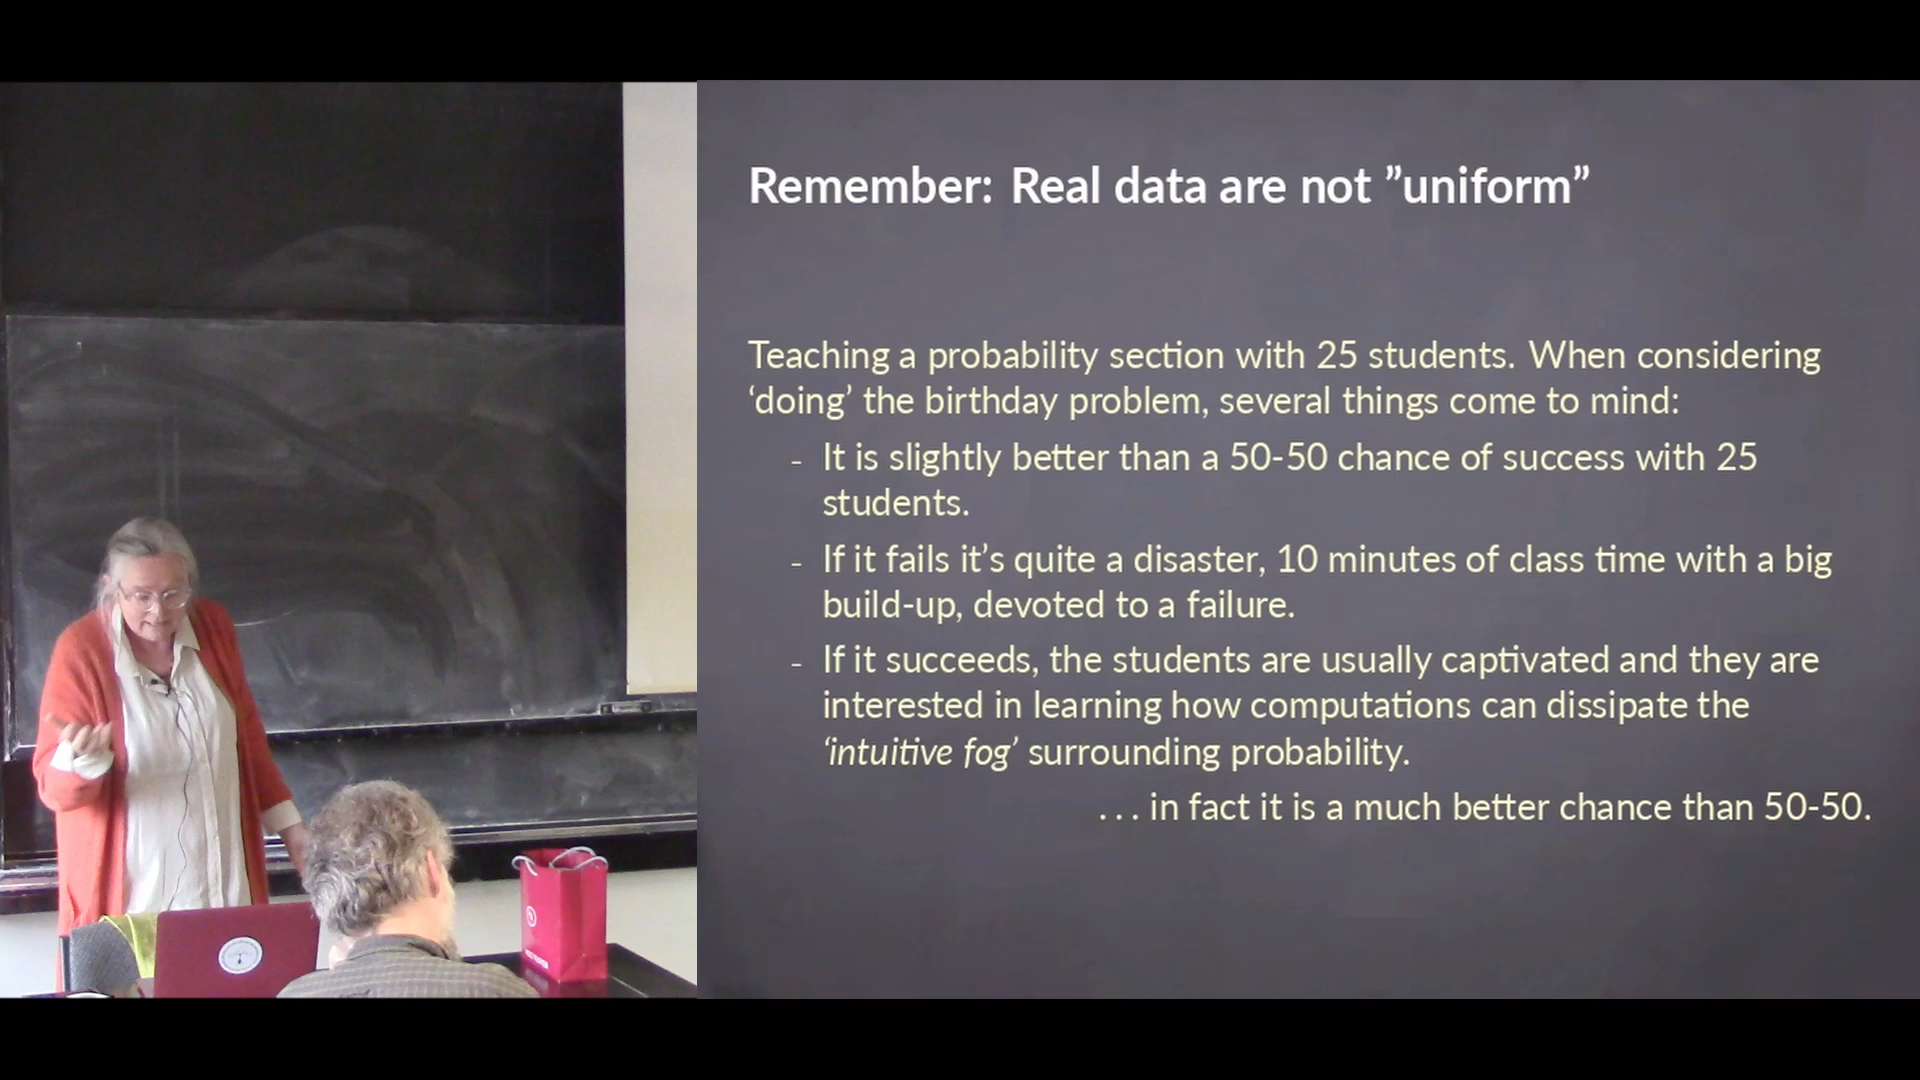 Remember: Real data are not ”uniform”
Teaching a probability section with 25 students. When considering
‘doing’ the birthday problem, several things come to mind:
- It is slightly better than a 50-50 chance of success with 25
students.
- If it fails it’s quite a disaster, 10 minutes of class time with a big
build-up, devoted to a failure.
- If it succeeds, the students are usually captivated and they are
interested in learning how computations can dissipate the
‘intuitive fog’ surrounding probability.
. . . in fact it is a much better chance than 50-50.